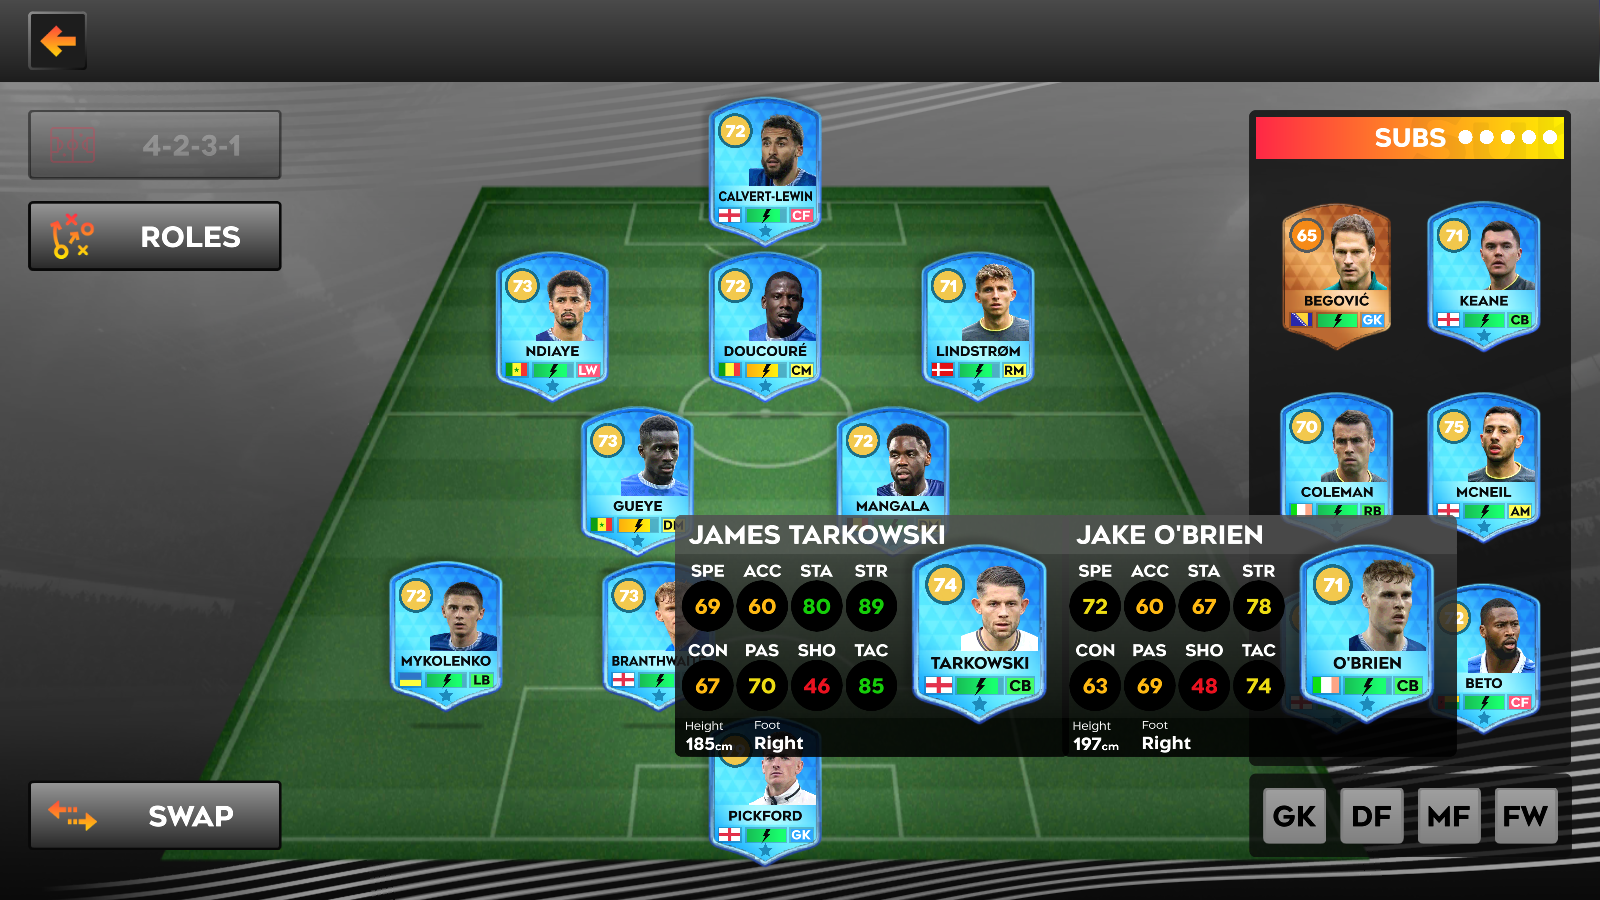 4-2-3-1
ROLES
SUBS
72
CALVERT-LEWIN
CF
73
NDIAYE
LW
72
DOUCOURÉ
CM
71
LINDSTRØM
RM
65
BEGOVIĆ
GK
71
KEANE
CB
73
GUEYE
DM
72
MANGALA
70
COLEMAN
RB
75
MCNEIL
AM
72
MYKOLENKO
LB
73
BRANTHWAITE
JAMES TARKOWSKI
SPE ACC STA STR
69 60 80 89
CON PAS SHO TAC
67 70 46 85
Height Foot
185cm Right
74
TARKOWSKI
CB
JAKE O'BRIEN
SPE ACC STA STR
72 60 67 78
CON PAS SHO TAC
63 69 48 74
Height Foot
197cm Right
71
O'BRIEN
CB
BETO
CF
PICKFORD
GK
SWAP
GK DF MF FW